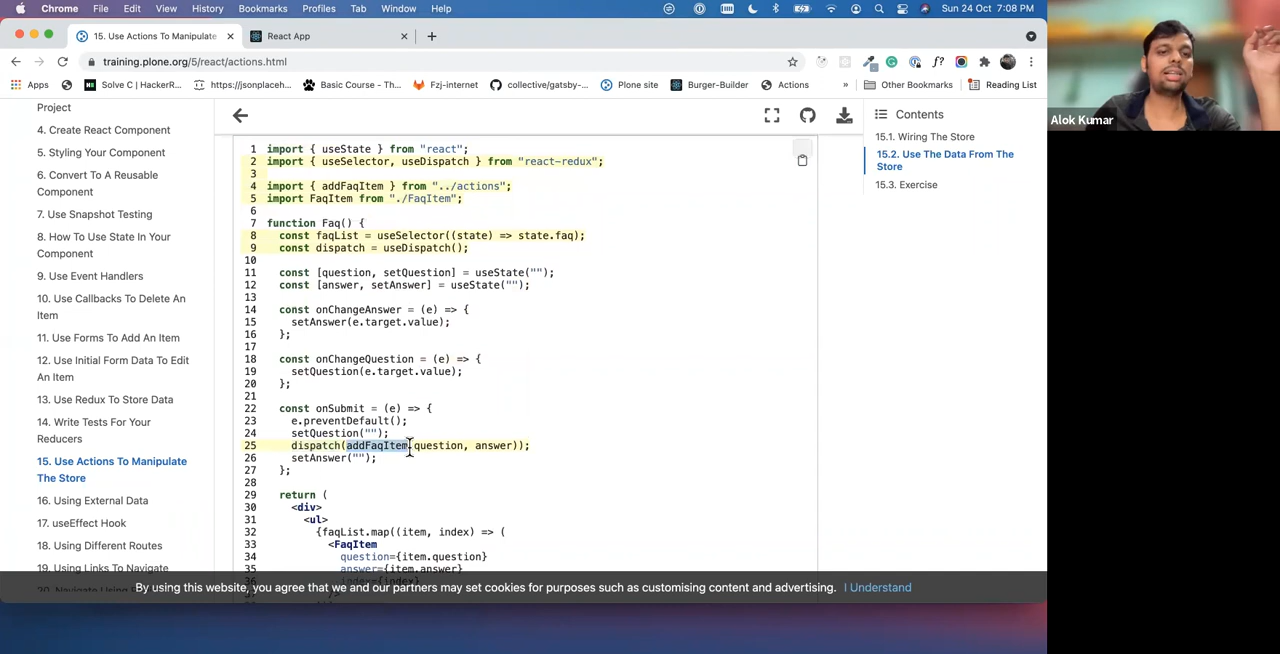 Chrome File Edit View History Bookmarks Profiles Tab Window Help Sun 24 Oct 7:08 PM
15. Use Actions To Manipulate React App
training.plone.org/5/react/actions.html
Apps Solve C | HackerR... https://jsonplaceh... Basic Course - Th... Fzj-internet collective/gatsby-... Plone site Burger-Builder Actions » Other Bookmarks Reading List
Alok Kumar
Project
4. Create React Component
5. Styling Your Component
6. Convert To A Reusable
Component
7. Use Snapshot Testing
8. How To Use State In Your
Component
9. Use Event Handlers
10. Use Callbacks To Delete An
Item
11. Use Forms To Add An Item
12. Use Initial Form Data To Edit
An Item
13. Use Redux To Store Data
14. Write Tests For Your
Reducers
15. Use Actions To Manipulate
The Store
16. Using External Data
17. useEffect Hook
18. Using Different Routes
19. Using Links To Navigate
1 import { useState } from "react";
2 import { useSelector, useDispatch } from "react-redux";
3
4 import { addFaqItem } from "../actions";
5 import FaqItem from "./FaqItem";
6
7 function Faq() {
8 const faqList = useSelector((state) => state.faq);
9 const dispatch = useDispatch();
10
11 const [question, setQuestion] = useState("");
12 const [answer, setAnswer] = useState("");
13
14 const onChangeAnswer = (e) => {
15 setAnswer(e.target.value);
16 };
17
18 const onChangeQuestion = (e) => {
19 setQuestion(e.target.value);
20 };
21
22 const onSubmit = (e) => {
23 e.preventDefault();
24 setQuestion("");
25 dispatch(addFaqItem(question, answer));
26 setAnswer("");
27 };
28
29 return (
30 <div>
31 <ul>
32 {faqList.map((item, index) => (
33 <FaqItem
34 question={item.question}
35 answer={item.answer}
36 index={index}
Contents
15.1. Wiring The Store
15.2. Use The Data From The
Store
15.3. Exercise
By using this website, you agree that we and our partners may set cookies for purposes such as customising content and advertising. I Understand